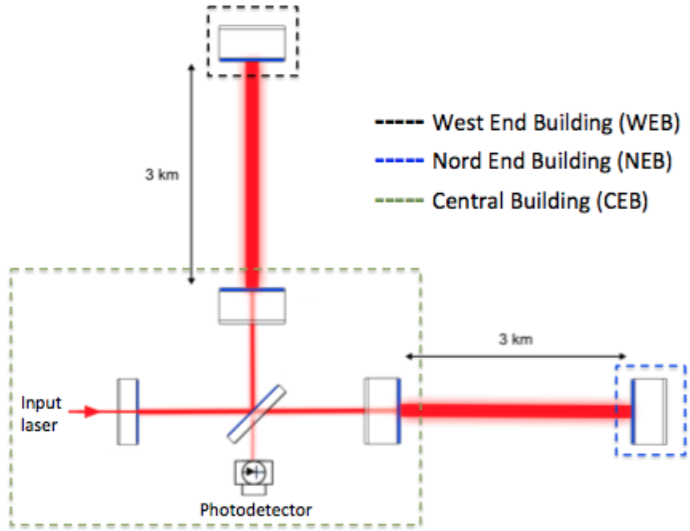 3 km
West End Building (WEB)
Nord End Building (NEB)
Central Building (CEB)
3 km
Input
laser
Photodetector